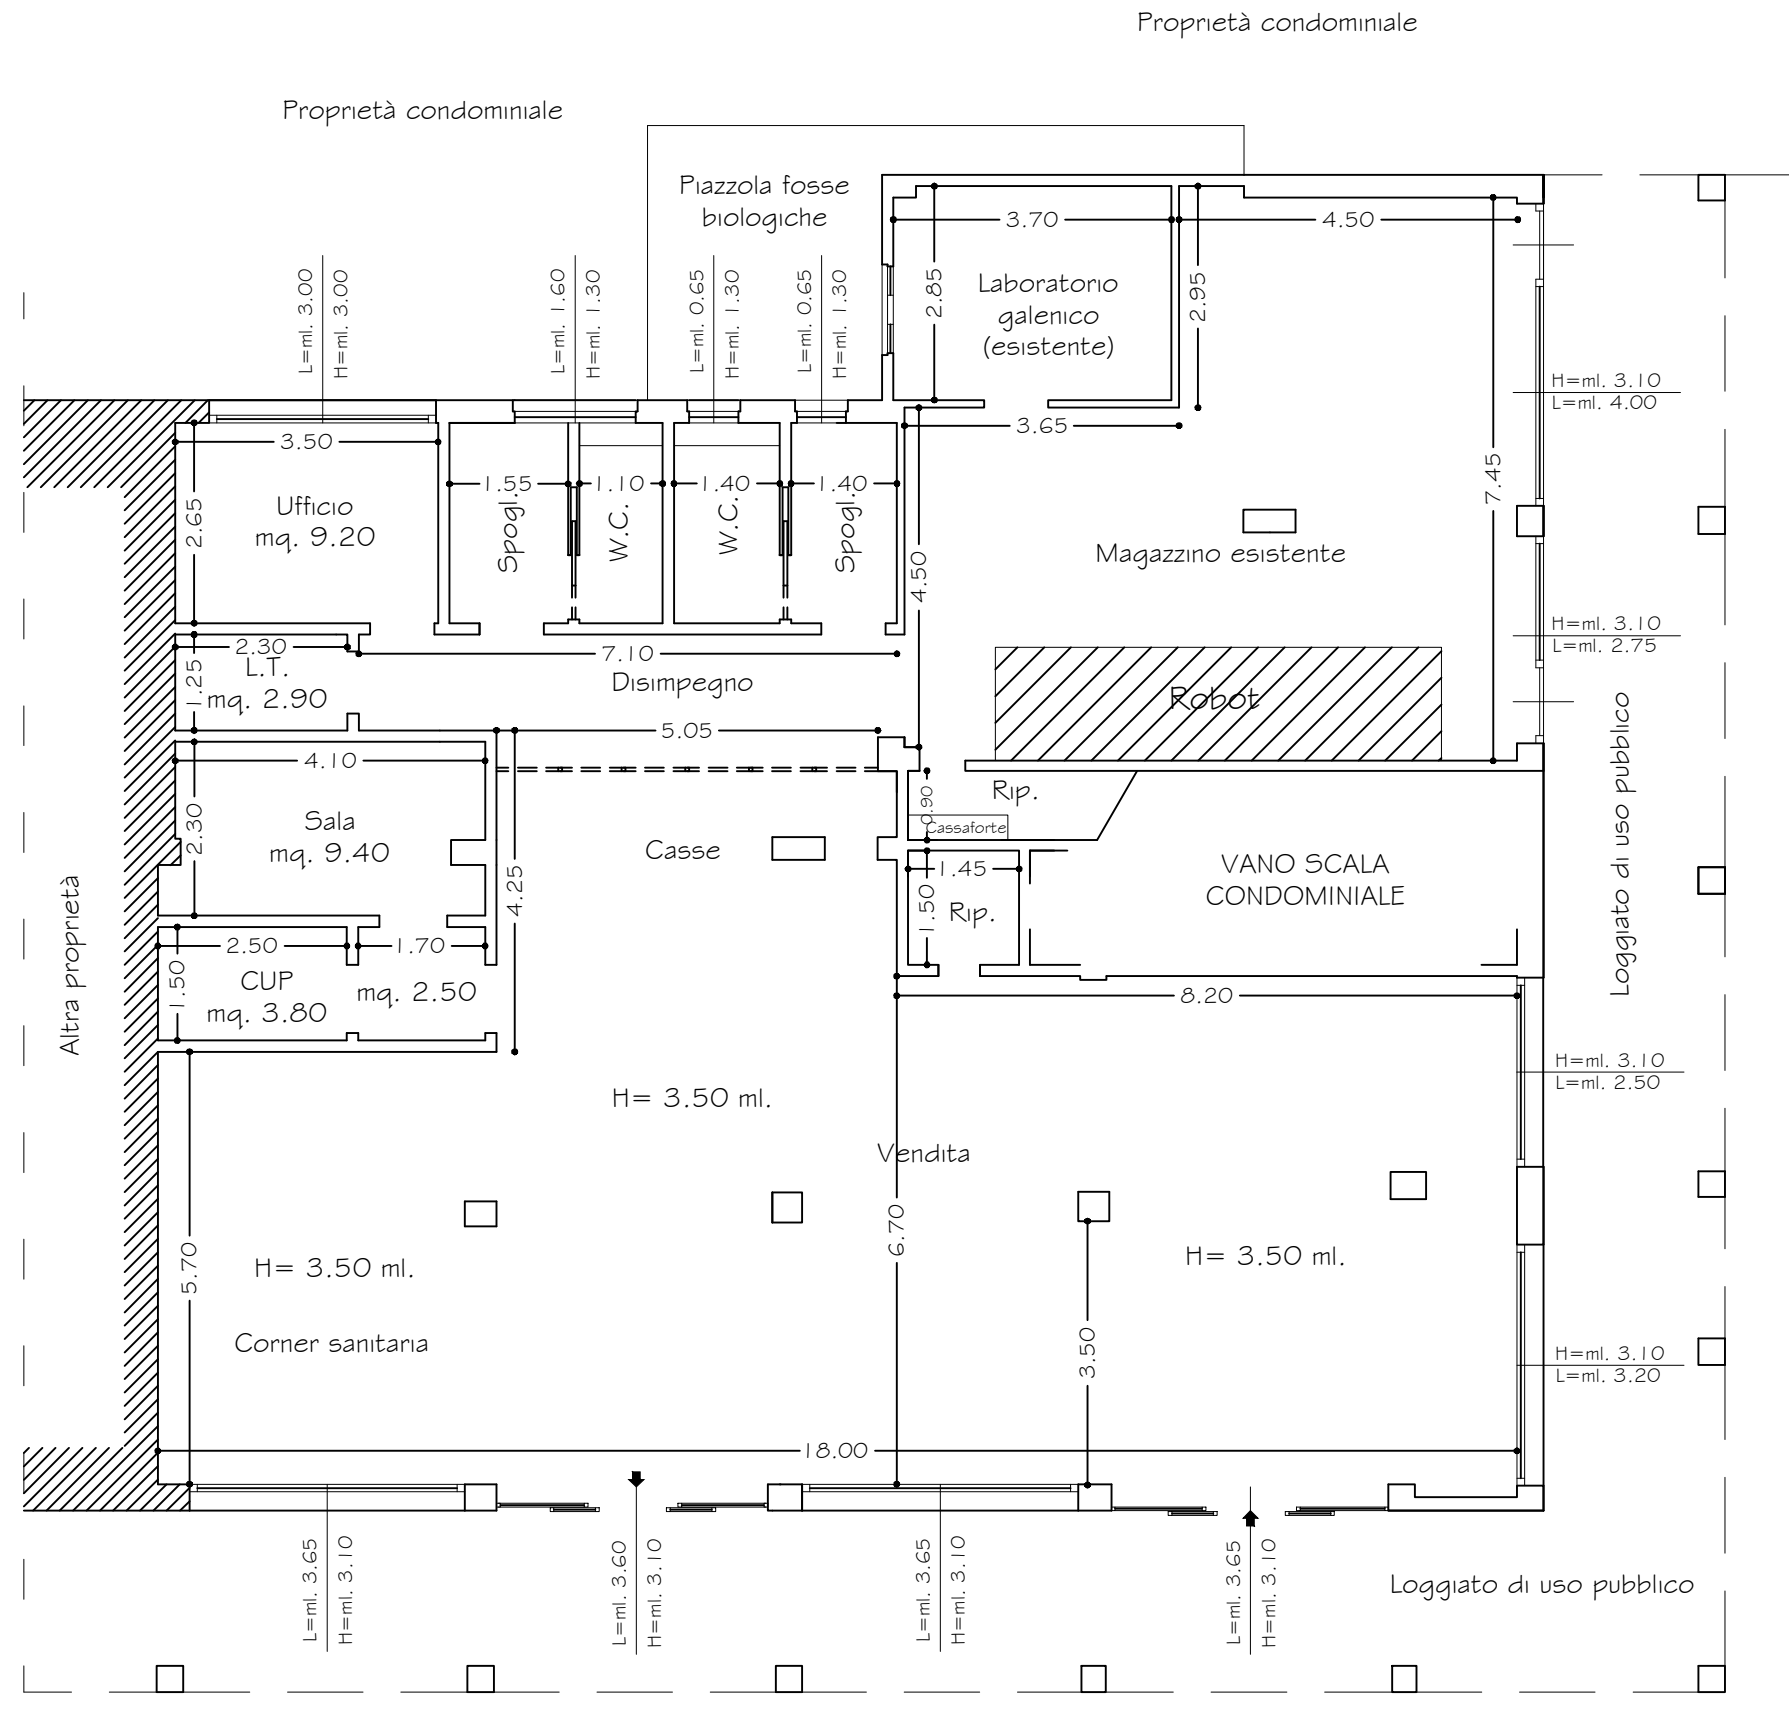 Proprietà condominiale
Proprietà condominiale
Piazzola fosse
biologiche
L=ml. 3.00
H=ml. 3.00
L=ml. 1.60
H=ml. 1.30
L=ml. 0.65
H=ml. 1.30
L=ml. 0.65
H=ml. 1.30
3.70
4.50
2.85
2.95
Laboratorio
galenico
(esistente)
H=ml. 3.10
L=ml. 4.00
3.65
3.50
7.45
1.55
1.10
1.40
1.40
Ufficio
mq. 9.20
2.65
Spogl.
W.C.
W.C.
Spogl.
Magazzino esistente
4.50
H=ml. 3.10
L=ml. 2.75
2.30
7.10
L.T.
mq. 2.90
1.25
Disimpegno
Robot
5.05
4.10
Rip.
0.90
Cassaforte
Sala
mq. 9.40
2.30
Casse
4.25
1.45
1.50
Rip.
VANO SCALA
CONDOMINIALE
Loggiato di uso pubblico
Altra proprietà
2.50
1.70
CUP
mq. 3.80
1.50
mq. 2.50
8.20
H=ml. 3.10
L=ml. 2.50
H= 3.50 ml.
Vendita
6.70
5.70
H= 3.50 ml.
H= 3.50 ml.
Corner sanitaria
3.50
H=ml. 3.10
L=ml. 3.20
18.00
L=ml. 3.65
H=ml. 3.10
L=ml. 3.60
H=ml. 3.10
L=ml. 3.65
H=ml. 3.10
L=ml. 3.65
H=ml. 3.10
Loggiato di uso pubblico